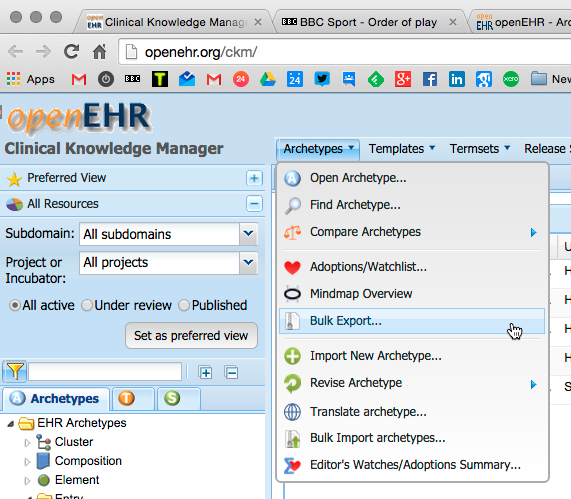 Clinical Knowledge Manage
BBC BBC Sport - Order of play
openEHR - Arc
openehr.org/ckm/
Apps
BBC
T
24
24
xero
New
openEHR
Clinical Knowledge Manager
Archetypes Templates Termsets Release S
Preferred View
All Resources
Subdomain: All subdomains
Project or
Incubator: All projects
All active Under review Published
Set as preferred view
A Archetypes T S
EHR Archetypes
Cluster
Composition
Element
Entry
Open Archetype...
Find Archetype...
Compare Archetypes
Adoptions/Watchlist...
Mindmap Overview
Bulk Export...
Import New Archetype...
Revise Archetype
Translate archetype...
Bulk Import archetypes...
Editor's Watches/Adoptions Summary...